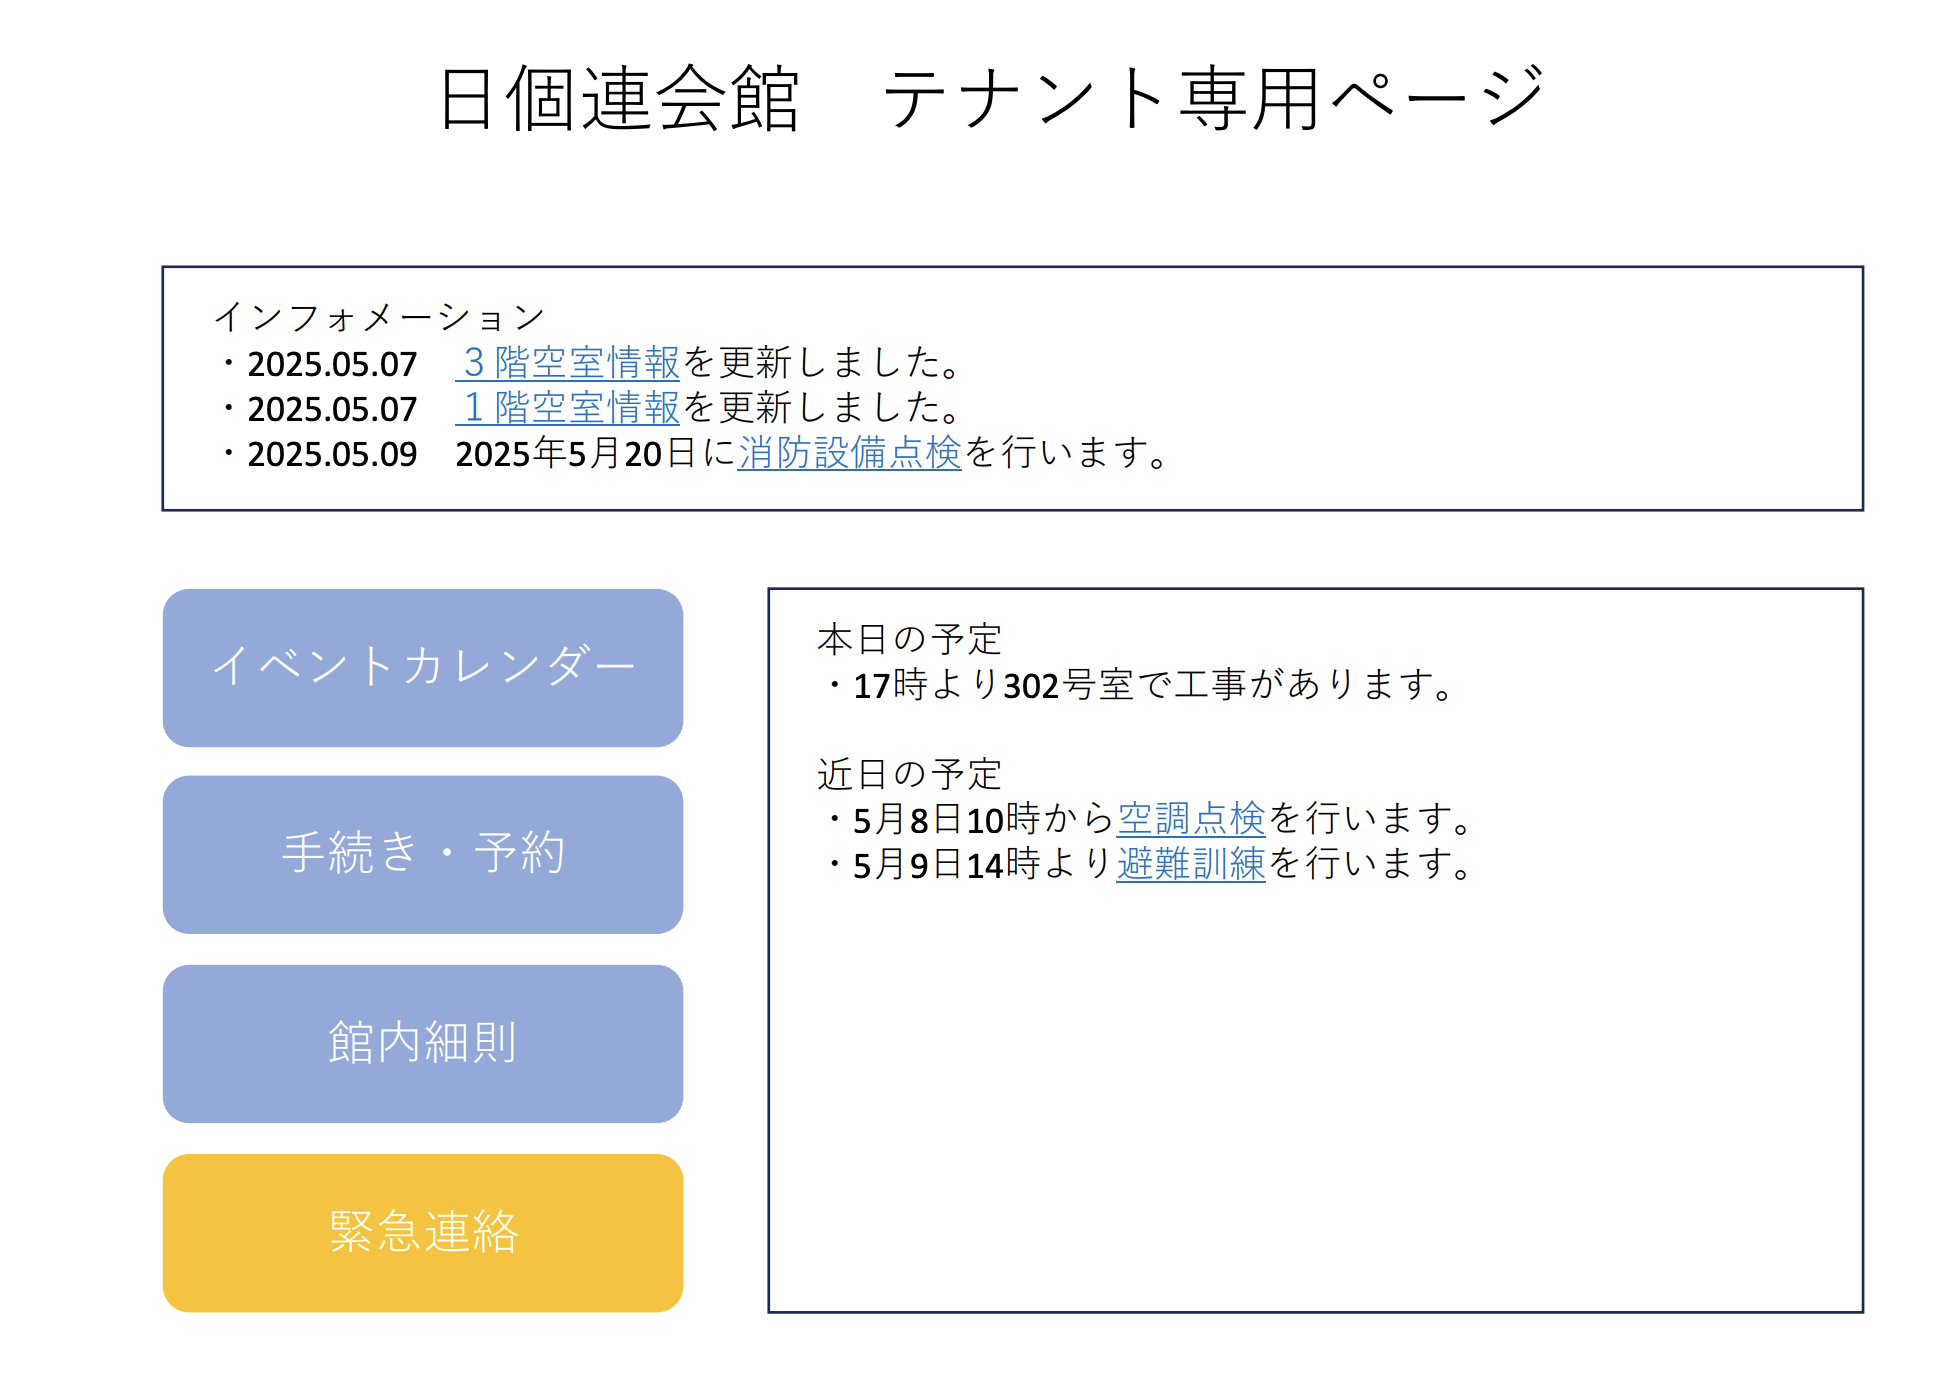 日個連会館　テナント専用ページ
インフォメーション
・2025.05.07　３階空室情報を更新しました。
・2025.05.07　１階空室情報を更新しました。
・2025.05.09　2025年5月20日に消防設備点検を行います。
イベントカレンダー
手続き・予約
館内細則
緊急連絡
本日の予定
・17時より302号室で工事があります。
近日の予定
・5月8日10時から空調点検を行います。
・5月9日14時より避難訓練を行います。